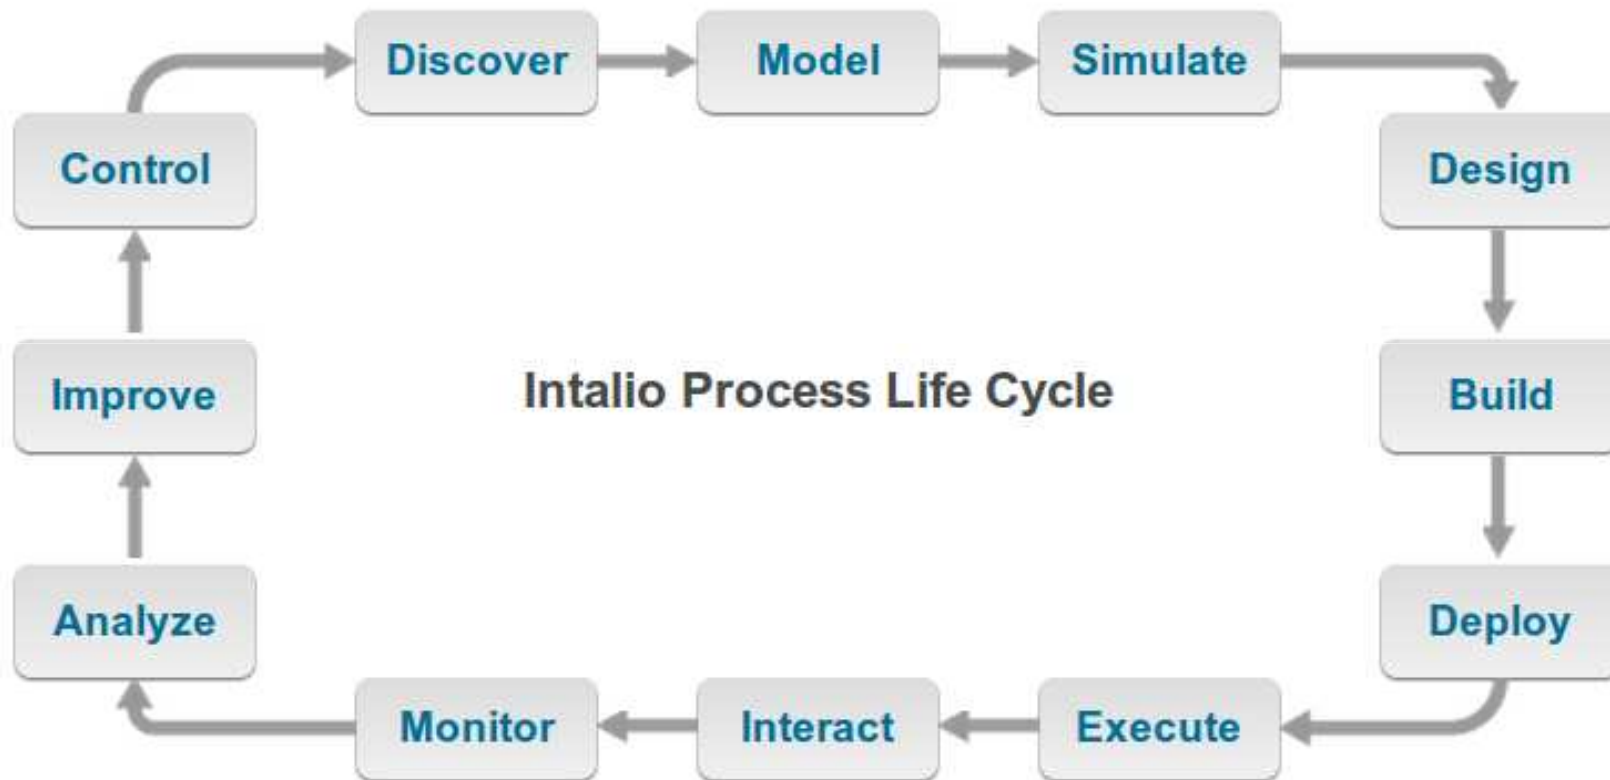 Discover
Model
Simulate
Design
Build
Deploy
Execute
Interact
Monitor
Analyze
Improve
Control
Intalio Process Life Cycle